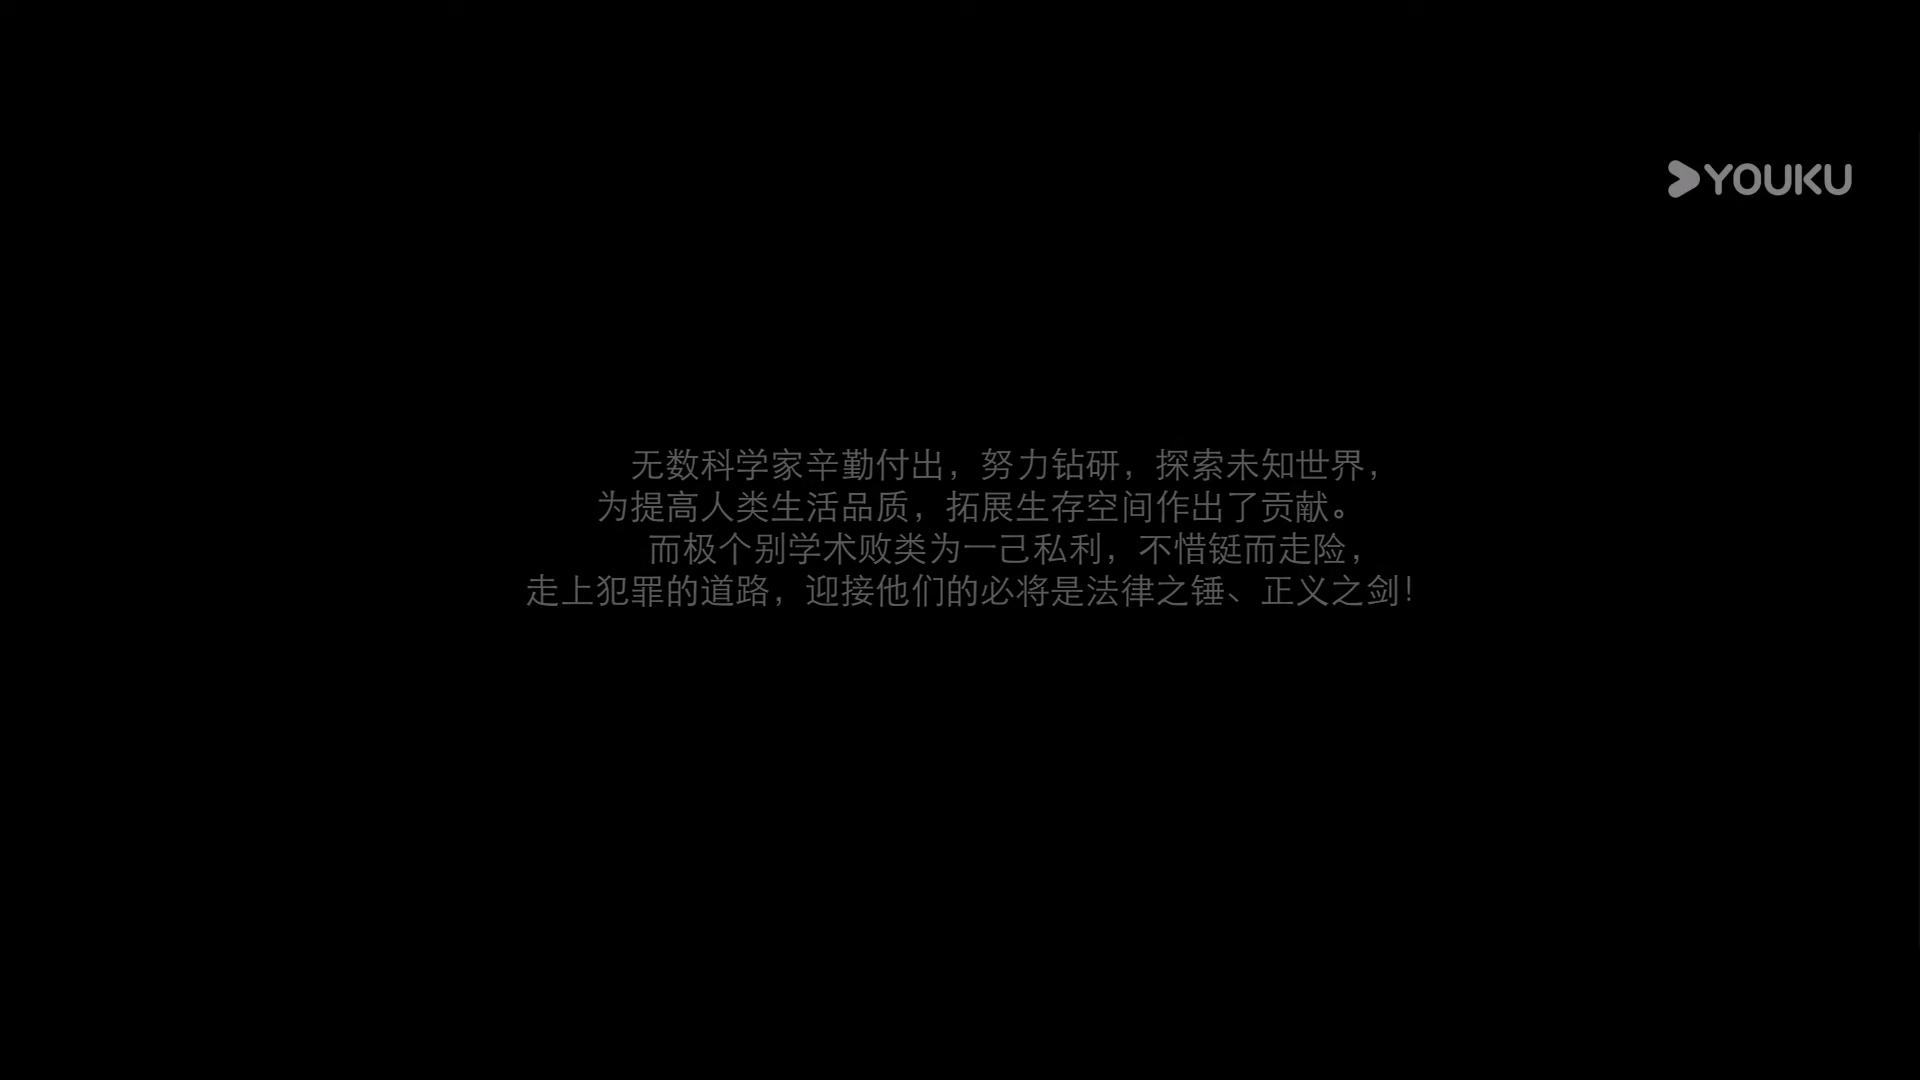 YOUKU
无数科学家辛勤付出，努力钻研，探索未知世界，
为提高人类生活品质，拓展生存空间作出了贡献。
而极个别学术败类为一己私利，不惜铤而走险，
走上犯罪的道路，迎接他们的必将是法律之锤、正义之剑！